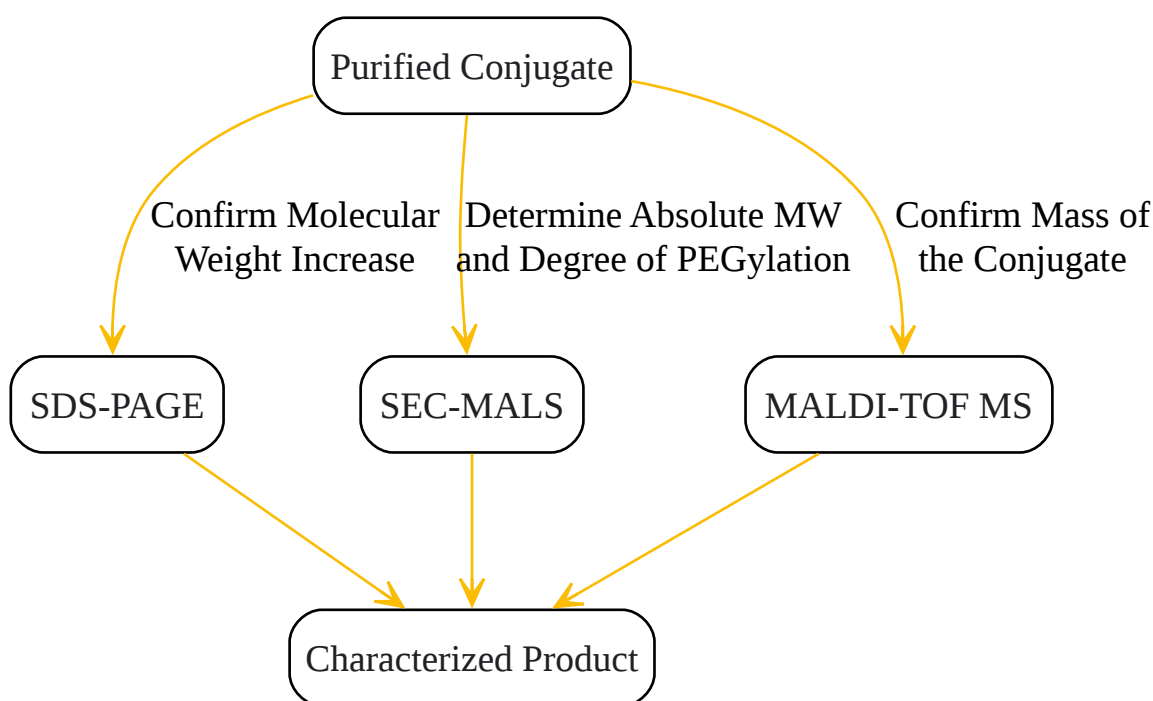 Purified Conjugate
Confirm Molecular
Weight Increase
Determine Absolute MW
and Degree of PEGylation
Confirm Mass of
the Conjugate
SDS-PAGE
SEC-MALS
MALDI-TOF MS
Characterized Product